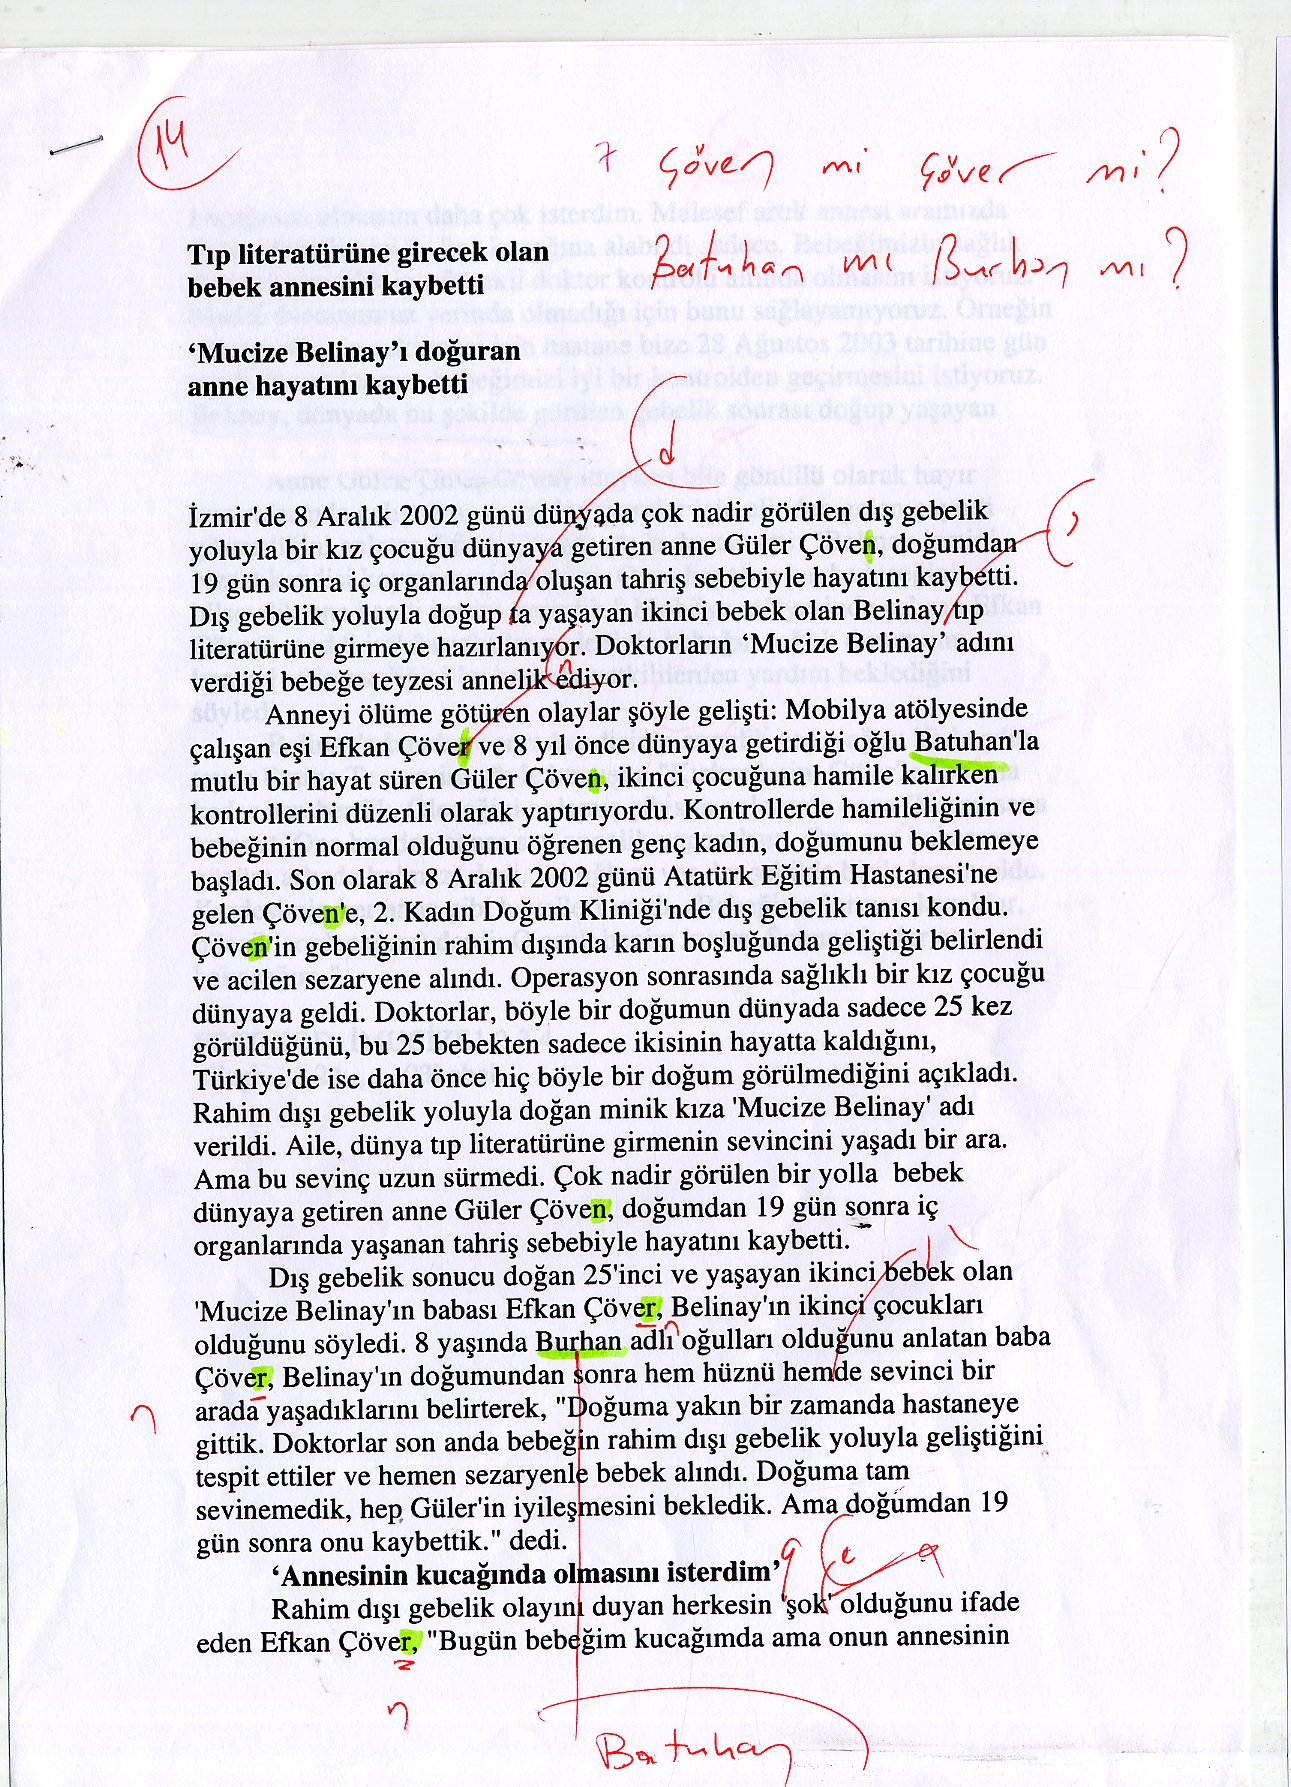 14
Çöven mi Çöver mi?
Batuhan mı Burhan mı?
Tıp literatürüne girecek olan
bebek annesini kaybetti
‘Mucize Belinay’ı doğuran
anne hayatını kaybetti
d
İzmir'de 8 Aralık 2002 günü dünyada çok nadir görülen dış gebelik
yoluyla bir kız çocuğu dünyaya getiren anne Güler Çöven, doğumdan
19 gün sonra iç organlarında oluşan tahriş sebebiyle hayatını kaybetti.
Dış gebelik yoluyla doğup ta yaşayan ikinci bebek olan Belinay tıp
literatürüne girmeye hazırlanıyor. Doktorların ‘Mucize Belinay’ adını
n
verdiği bebeğe teyzesi annelik ediyor.
Anneyi ölüme götüren olaylar şöyle gelişti: Mobilya atölyesinde
çalışan eşi Efkan Çöver ve 8 yıl önce dünyaya getirdiği oğlu Batuhan'la
mutlu bir hayat süren Güler Çöven, ikinci çocuğuna hamile kalırken
kontrollerini düzenli olarak yaptırıyordu. Kontrollerde hamileliğinin ve
bebeğinin normal olduğunu öğrenen genç kadın, doğumunu beklemeye
başladı. Son olarak 8 Aralık 2002 günü Atatürk Eğitim Hastanesi'ne
gelen Çöven'e, 2. Kadın Doğum Kliniği'nde dış gebelik tanısı kondu.
Çöven'in gebeliğinin rahim dışında karın boşluğunda geliştiği belirlendi
ve acilen sezaryene alındı. Operasyon sonrasında sağlıklı bir kız çocuğu
dünyaya geldi. Doktorlar, böyle bir doğumun dünyada sadece 25 kez
görüldüğünü, bu 25 bebekten sadece ikisinin hayatta kaldığını,
Türkiye'de ise daha önce hiç böyle bir doğum görülmediğini açıkladı.
Rahim dışı gebelik yoluyla doğan minik kıza 'Mucize Belinay' adı
verildi. Aile, dünya tıp literatürüne girmenin sevincini yaşadı bir ara.
Ama bu sevinç uzun sürmedi. Çok nadir görülen bir yolla  bebek
dünyaya getiren anne Güler Çöven, doğumdan 19 gün sonra iç
organlarında yaşanan tahriş sebebiyle hayatını kaybetti.
Dış gebelik sonucu doğan 25'inci ve yaşayan ikinci bebek olan
'Mucize Belinay'ın babası Efkan Çöver, Belinay'ın ikinci çocukları
olduğunu söyledi. 8 yaşında Burhan adlı oğulları olduğunu anlatan baba
Çöver, Belinay'ın doğumundan sonra hem hüznü hemde sevinci bir
n
arada yaşadıklarını belirterek, "Doğuma yakın bir zamanda hastaneye
gittik. Doktorlar son anda bebeğin rahim dışı gebelik yoluyla geliştiğini
tespit ettiler ve hemen sezaryenle bebek alındı. Doğuma tam
sevinemedik, hep Güler'in iyileşmesini bekledik. Ama doğumdan 19
gün sonra onu kaybettik." dedi.
‘Annesinin kucağında olmasını isterdim’
Rahim dışı gebelik olayını duyan herkesin 'şok' olduğunu ifade
eden Efkan Çöver, "Bugün bebeğim kucağımda ama onun annesinin
n
Batuhan